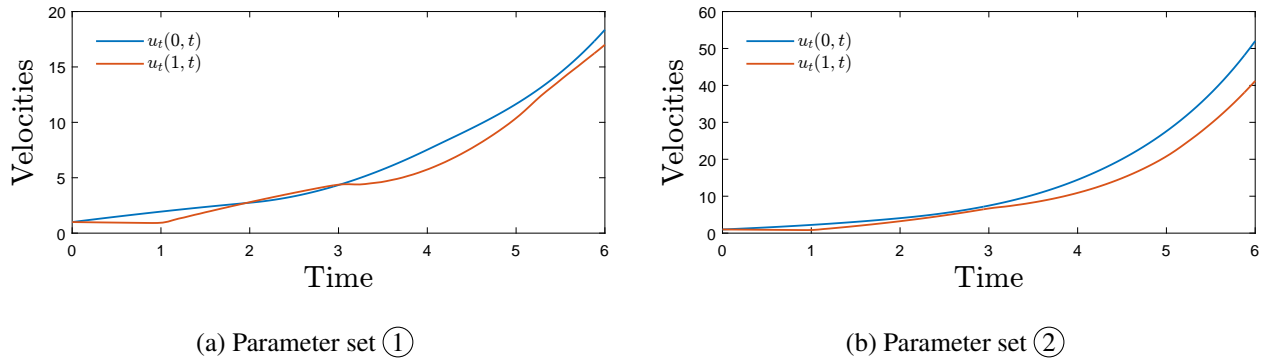 20
15
10
5
0
Velocities
u_t(0, t)
u_t(1, t)
0 1 2 3 4 5 6
Time
(a) Parameter set ①
60
50
40
30
20
10
0
Velocities
u_t(0, t)
u_t(1, t)
0 1 2 3 4 5 6
Time
(b) Parameter set ②